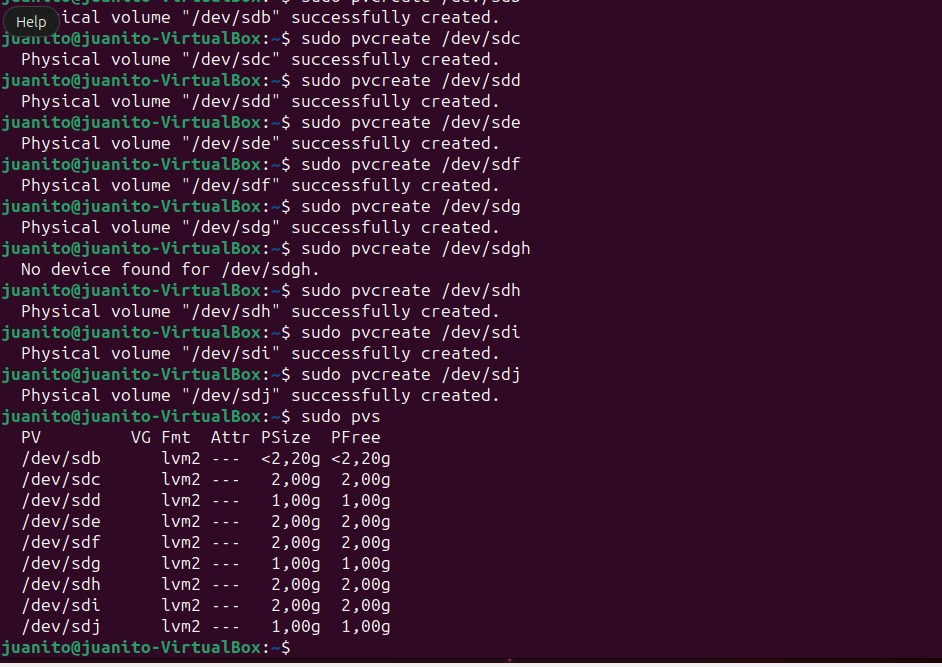 Help
ical volume "/dev/sdb" successfully created.
juanito@juanito-VirtualBox:~$ sudo pvcreate /dev/sdc
  Physical volume "/dev/sdc" successfully created.
juanito@juanito-VirtualBox:~$ sudo pvcreate /dev/sdd
  Physical volume "/dev/sdd" successfully created.
juanito@juanito-VirtualBox:~$ sudo pvcreate /dev/sde
  Physical volume "/dev/sde" successfully created.
juanito@juanito-VirtualBox:~$ sudo pvcreate /dev/sdf
  Physical volume "/dev/sdf" successfully created.
juanito@juanito-VirtualBox:~$ sudo pvcreate /dev/sdg
  Physical volume "/dev/sdg" successfully created.
juanito@juanito-VirtualBox:~$ sudo pvcreate /dev/sdgh
  No device found for /dev/sdgh.
juanito@juanito-VirtualBox:~$ sudo pvcreate /dev/sdh
  Physical volume "/dev/sdh" successfully created.
juanito@juanito-VirtualBox:~$ sudo pvcreate /dev/sdi
  Physical volume "/dev/sdi" successfully created.
juanito@juanito-VirtualBox:~$ sudo pvcreate /dev/sdj
  Physical volume "/dev/sdj" successfully created.
juanito@juanito-VirtualBox:~$ sudo pvs
  PV         VG Fmt  Attr PSize  PFree
  /dev/sdb      lvm2 ---  <2,20g <2,20g
  /dev/sdc      lvm2 ---   2,00g  2,00g
  /dev/sdd      lvm2 ---   1,00g  1,00g
  /dev/sde      lvm2 ---   2,00g  2,00g
  /dev/sdf      lvm2 ---   2,00g  2,00g
  /dev/sdg      lvm2 ---   1,00g  1,00g
  /dev/sdh      lvm2 ---   2,00g  2,00g
  /dev/sdi      lvm2 ---   2,00g  2,00g
  /dev/sdj      lvm2 ---   1,00g  1,00g
juanito@juanito-VirtualBox:~$